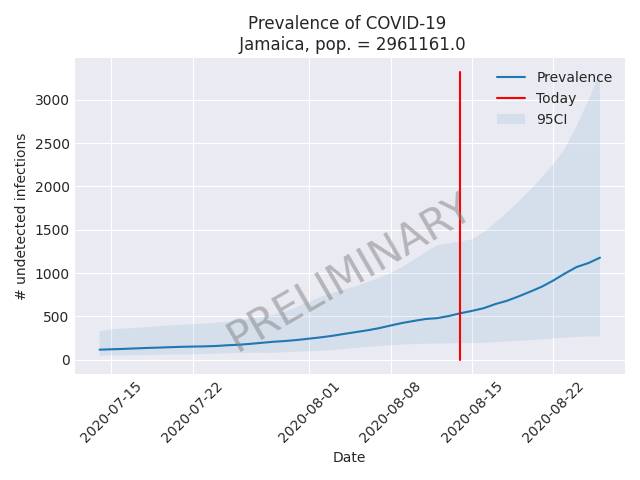 Prevalence of COVID-19
Jamaica, pop. = 2961161.0
Prevalence
Today
95CI
# undetected infections
3000
2500
2000
1500
1000
500
0
PRELIMINARY
2020-07-15
2020-07-22
2020-08-01
2020-08-08
2020-08-15
2020-08-22
Date